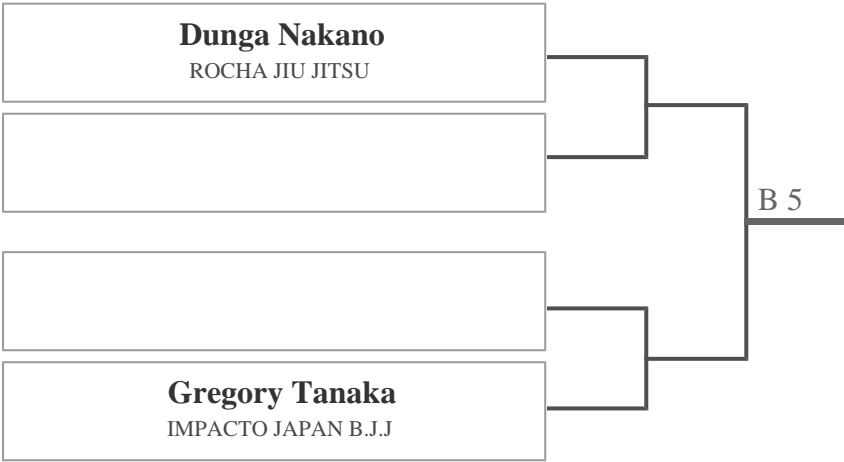 Dunga Nakano
ROCHA JIU JITSU
B 5
Gregory Tanaka
IMPACTO JAPAN B.J.J